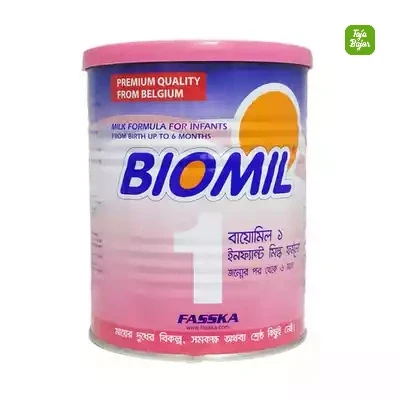 Taja
Bajar
PREMIUM QUALITY
FROM BELGIUM
MILK FORMULA FOR INFANTS
FROM BIRTH UP TO 6 MONTHS
BIOMIL
1
বায়োমিল ১
ইনফ্যান্ট মিল্ক ফর্মুলা
জন্মের পর থেকে ৬ মাস
FASSKA
www.fasska.com
মায়ের দুধের বিকল্প, সমকক্ষ অথবা শ্রেষ্ঠ কিছুই নেই।